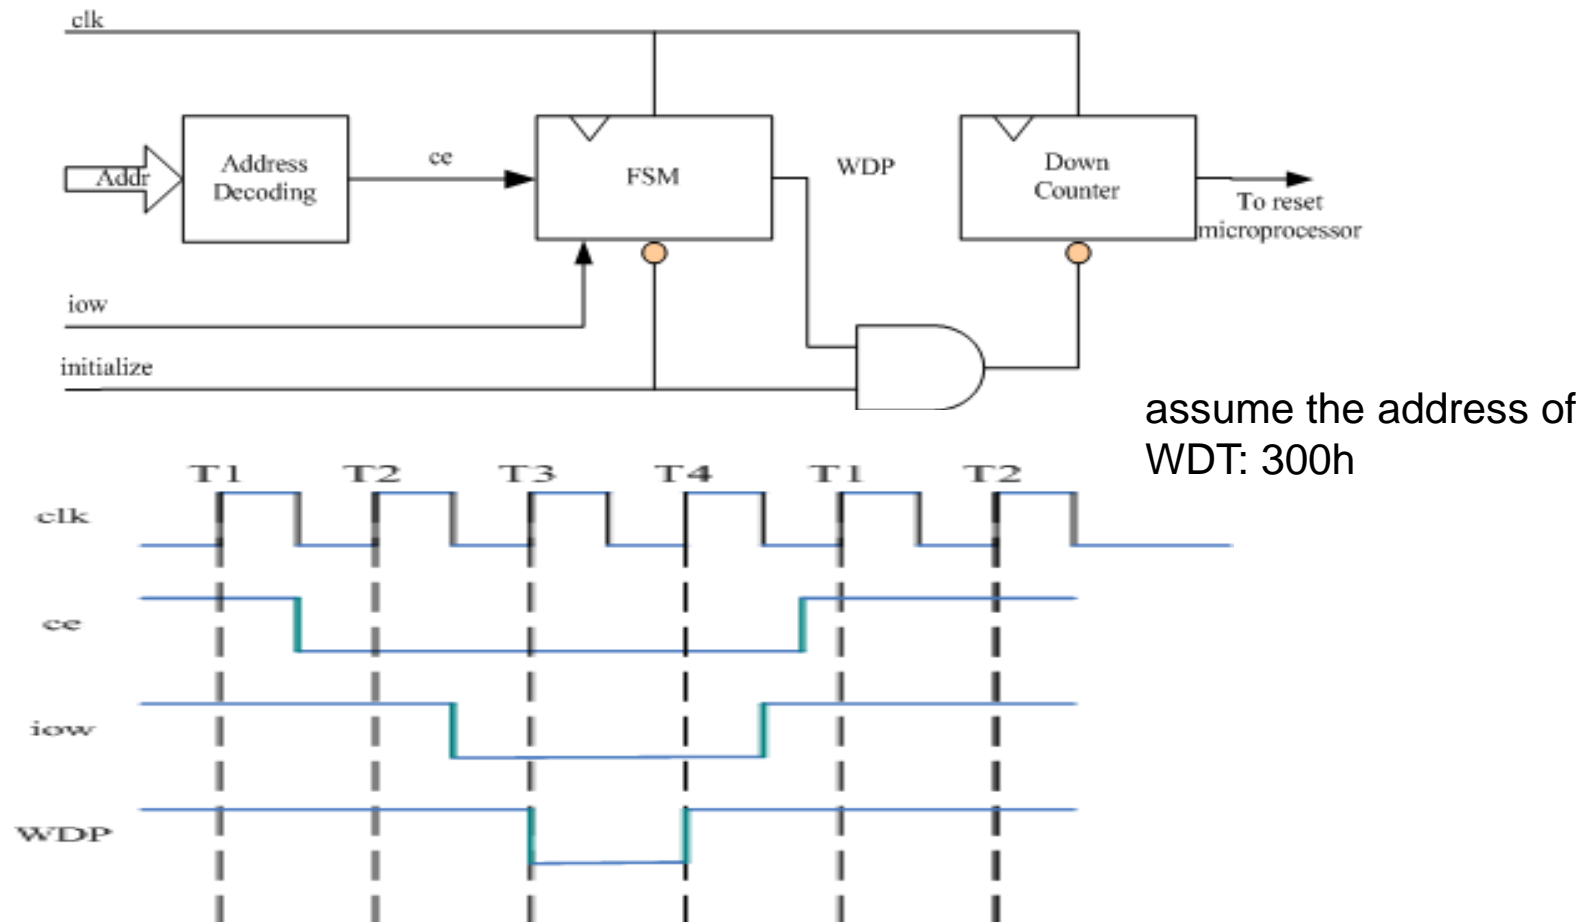 clk
Addr
Address
Decoding
ce
FSM
WDP
Down
Counter
To reset
microprocessor
iow
initialize
assume the address of
WDT: 300h
T1 T2 T3 T4 T1 T2
clk
ce
iow
WDP